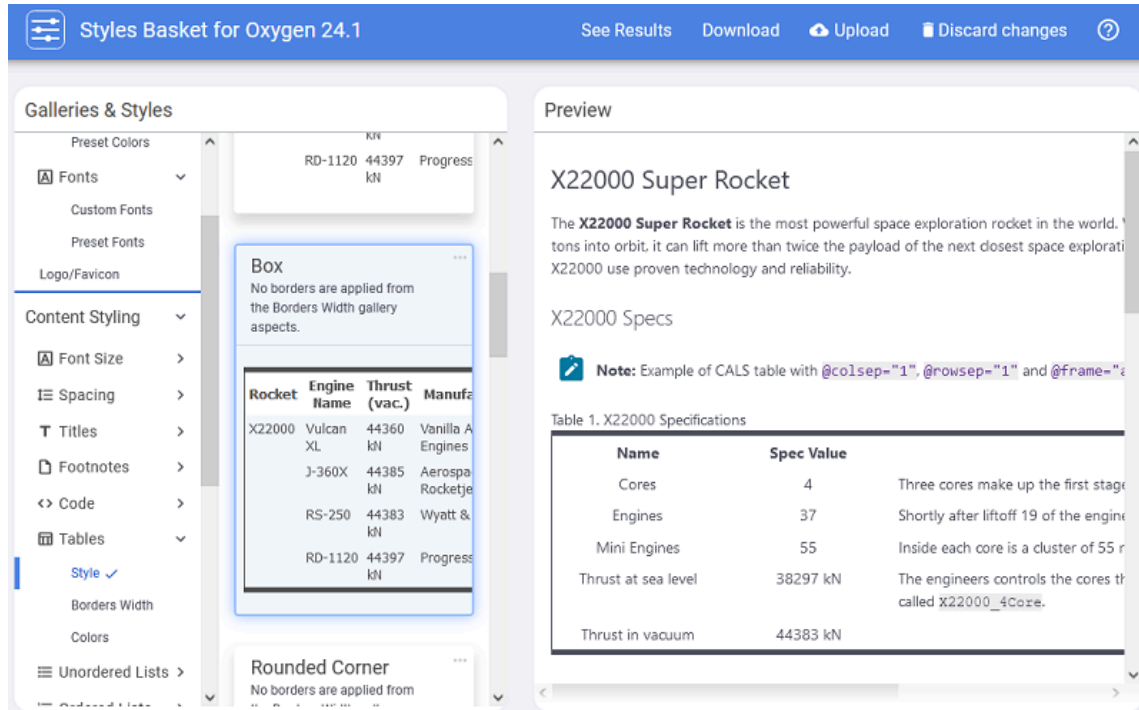 Styles Basket for Oxygen 24.1
See Results Download Upload Discard changes
Galleries & Styles
Preset Colors
Fonts
Custom Fonts
Preset Fonts
Logo/Favicon
Content Styling
Font Size
Spacing
Titles
Footnotes
Code
Tables
Style
Borders Width
Colors
Unordered Lists
Ordered Lists
kN
RD-1120 44397 Progress
kN
Box
No borders are applied from
the Borders Width gallery
aspects.
Rocket Engine Name Thrust (vac.) Manufa
X22000 Vulcan 44360 Vanilla A
XL kN Engines
J-360X 44385 Aerospa
kN Rocketje
RS-250 44383 Wyatt &
kN
RD-1120 44397 Progress
kN
Rounded Corner
No borders are applied from
Preview
X22000 Super Rocket
The X22000 Super Rocket is the most powerful space exploration rocket in the world.
tons into orbit, it can lift more than twice the payload of the next closest space explorati
X22000 use proven technology and reliability.
X22000 Specs
Note: Example of CALS table with @colsep="1", @rowsep="1" and @frame="a
Table 1. X22000 Specifications
Name Spec Value
Cores 4 Three cores make up the first stage
Engines 37 Shortly after liftoff 19 of the engine
Mini Engines 55 Inside each core is a cluster of 55 r
Thrust at sea level 38297 kN The engineers controls the cores th
called X22000_4Core.
Thrust in vacuum 44383 kN